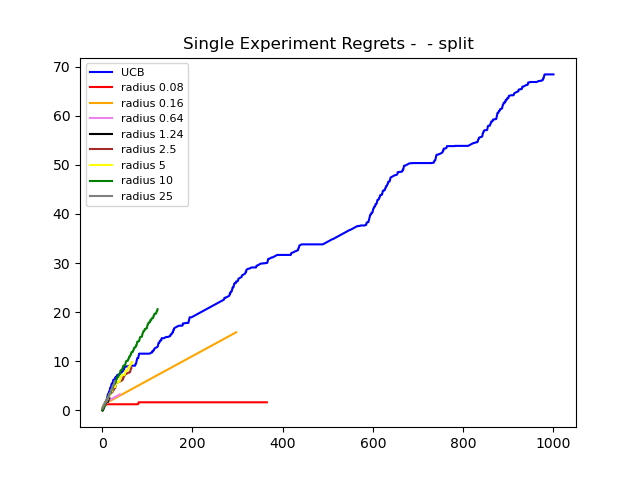 Single Experiment Regrets -  - split
70
60
50
40
30
20
10
0
UCB
radius 0.08
radius 0.16
radius 0.64
radius 1.24
radius 2.5
radius 5
radius 10
radius 25
0 200 400 600 800 1000